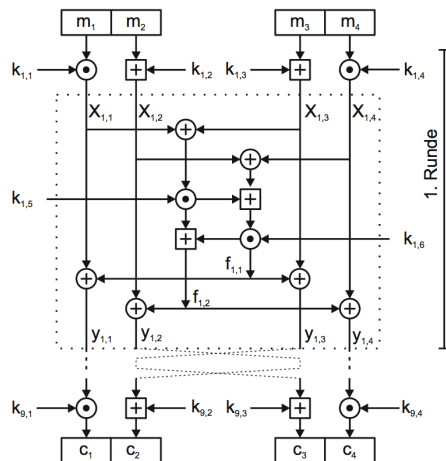 m1 m2 m3 m4
k1,1 k1,2 k1,3 k1,4
X1,1 X1,2 X1,3 X1,4
1. Runde
k1,5
k1,6
f1,1
f1,2
y1,1 y1,2 y1,3 y1,4
k9,1 k9,2 k9,3 k9,4
c1 c2 c3 c4